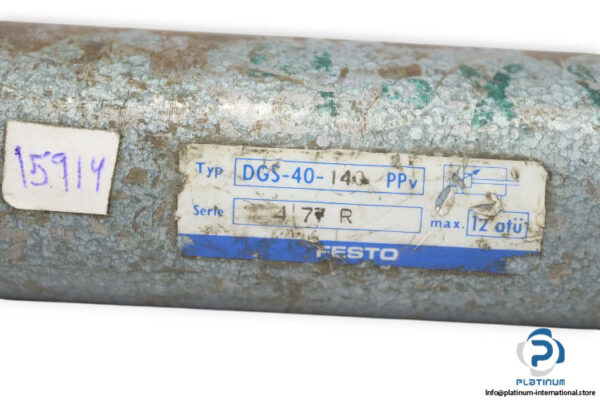 15914
Typ DGS-40-140 PPv
Serie 4177 R max. 12 atü
FESTO
PLATINUM
info@platinum-international.store